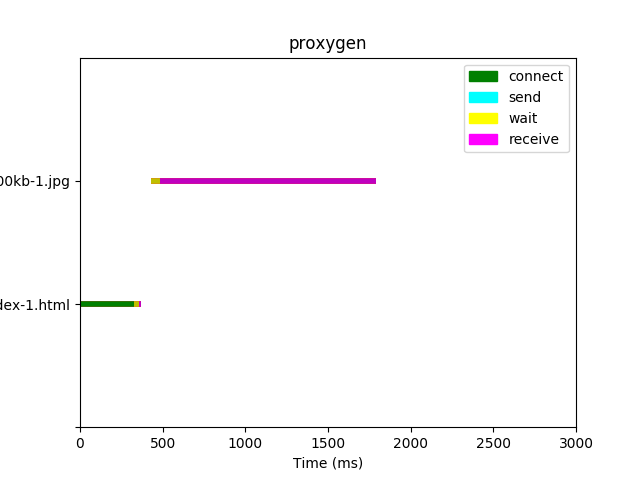 proxygen
connect
send
wait
receive
00kb-1.jpg
dex-1.html
0 500 1000 1500 2000 2500 3000
Time (ms)